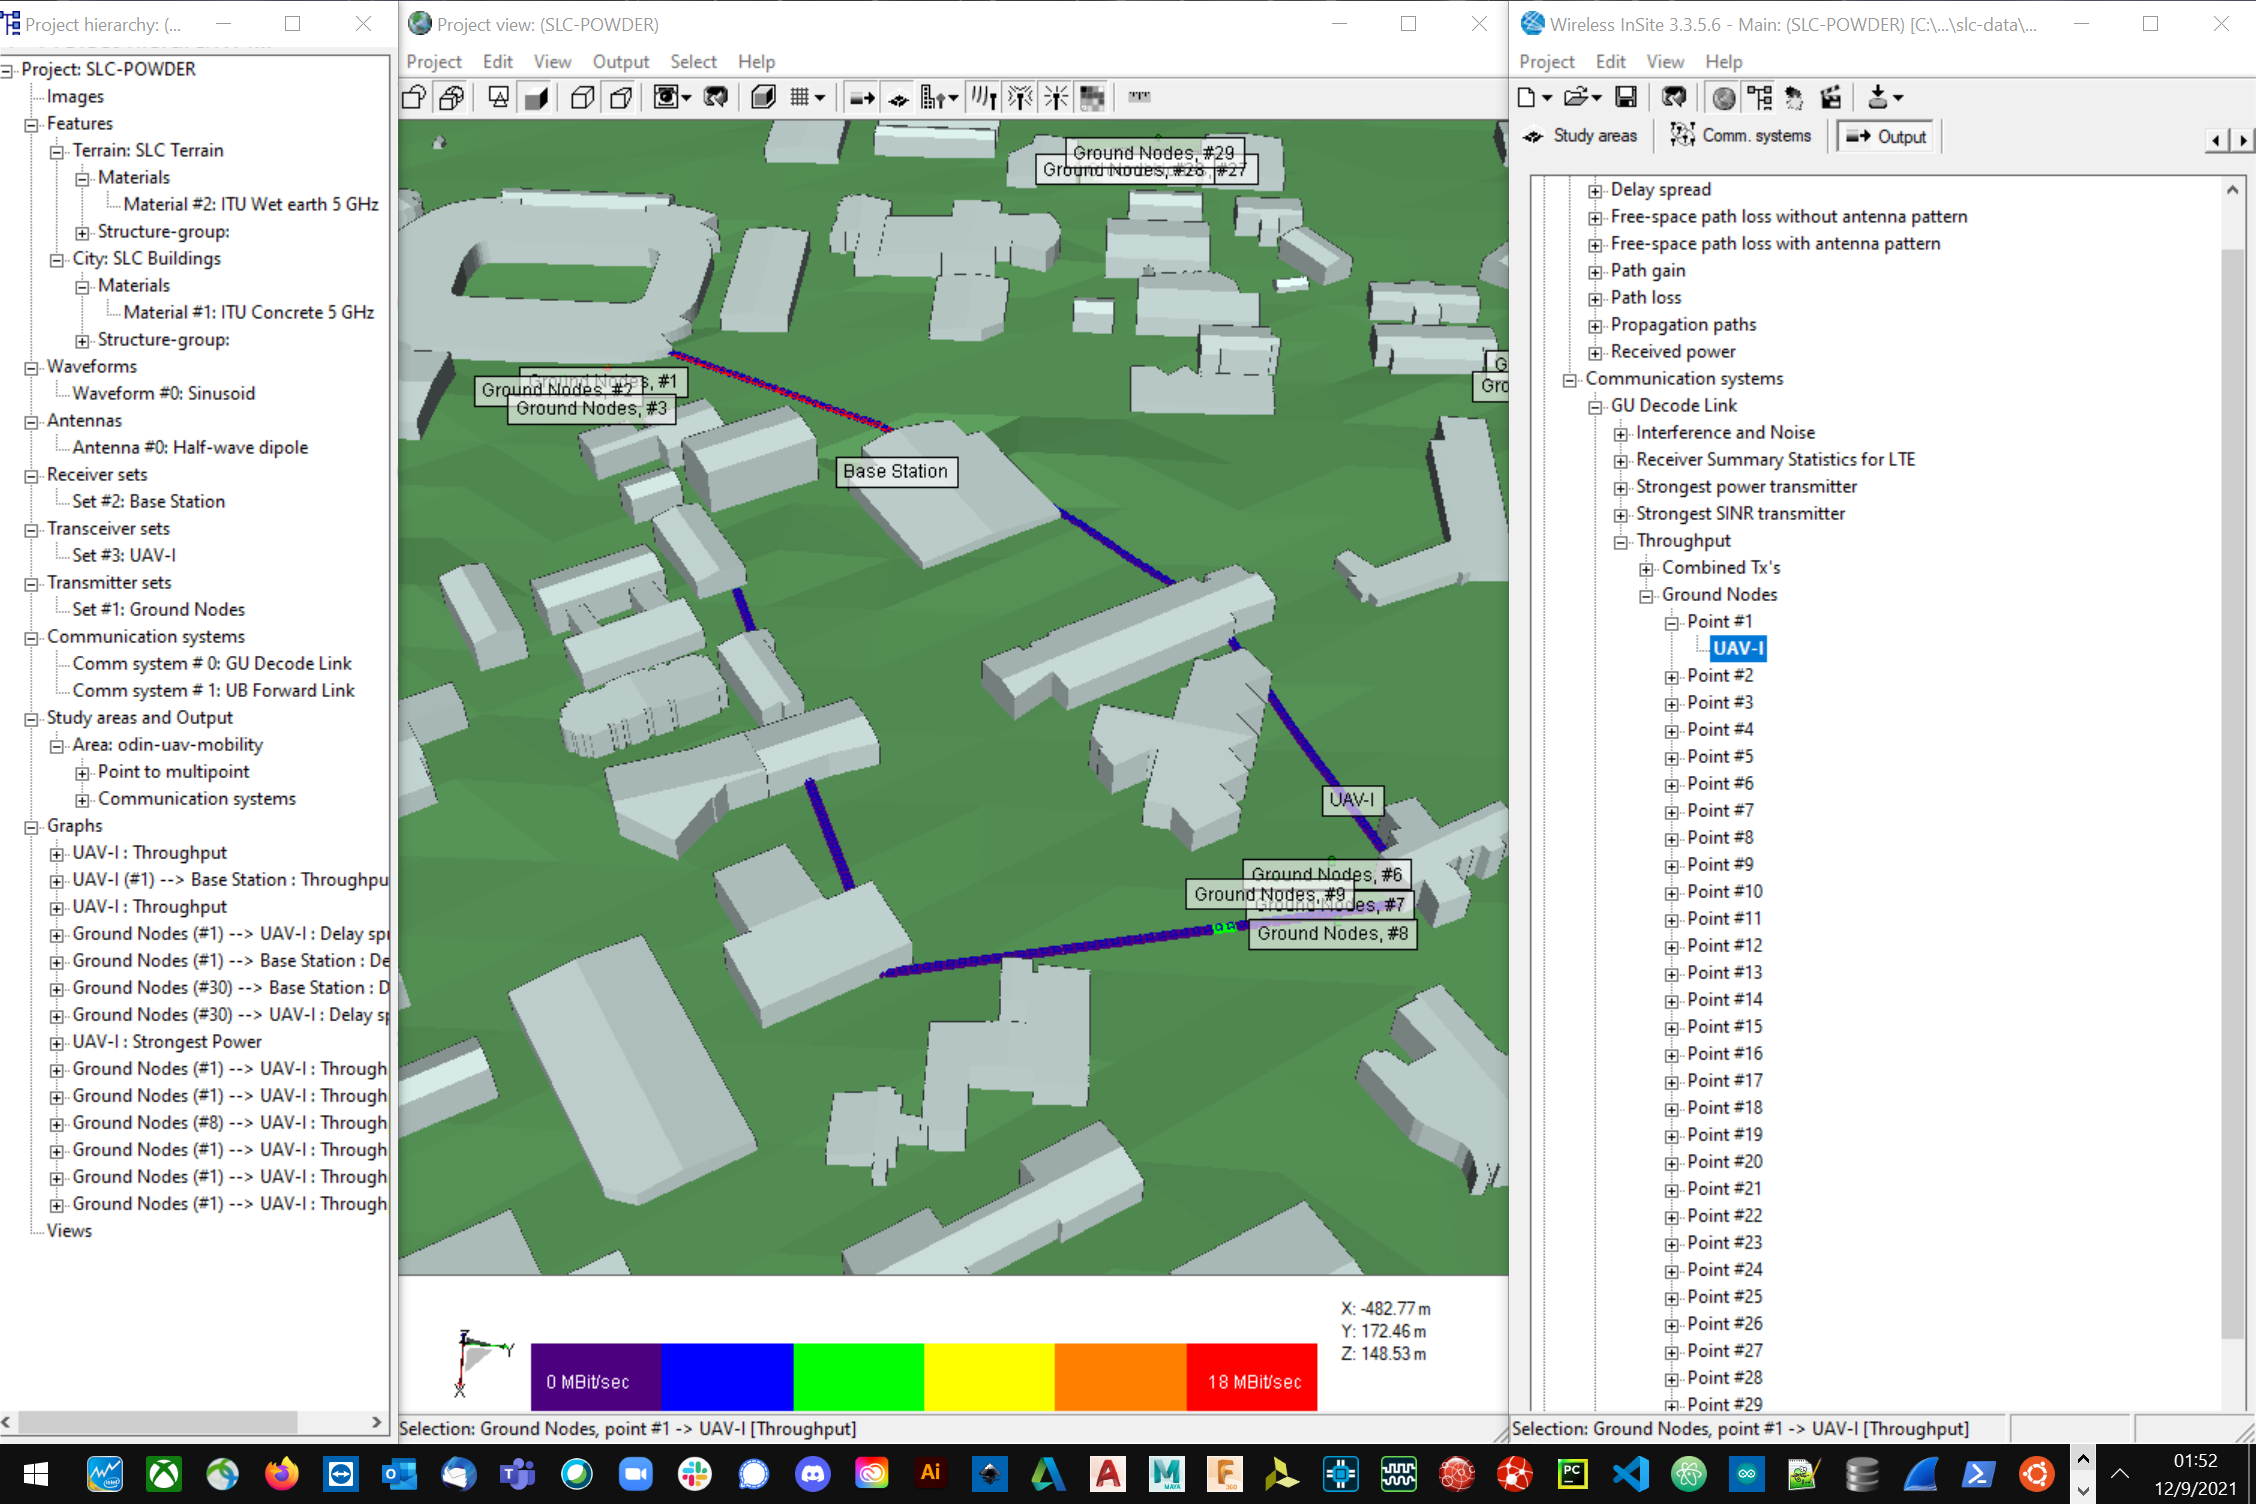 Project hierarchy: (...
Project: SLC-POWDER
Images
Features
Terrain: SLC Terrain
Materials
Material #2: ITU Wet earth 5 GHz
Structure-group:
City: SLC Buildings
Materials
Material #1: ITU Concrete 5 GHz
Structure-group:
Waveforms
Waveform #0: Sinusoid
Antennas
Antenna #0: Half-wave dipole
Receiver sets
Set #2: Base Station
Transceiver sets
Set #3: UAV-I
Transmitter sets
Set #1: Ground Nodes
Communication systems
Comm system # 0: GU Decode Link
Comm system # 1: UB Forward Link
Study areas and Output
Area: odin-uav-mobility
Point to multipoint
Communication systems
Graphs
UAV-I : Throughput
UAV-I (#1) --> Base Station : Throughpu
UAV-I : Throughput
Ground Nodes (#1) --> UAV-I : Delay spr
Ground Nodes (#1) --> Base Station : De
Ground Nodes (#30) --> Base Station : D
Ground Nodes (#30) --> UAV-I : Delay sp
UAV-I : Strongest Power
Ground Nodes (#1) --> UAV-I : Through
Ground Nodes (#1) --> UAV-I : Through
Ground Nodes (#8) --> UAV-I : Through
Ground Nodes (#1) --> UAV-I : Through
Ground Nodes (#1) --> UAV-I : Through
Ground Nodes (#1) --> UAV-I : Through
Views
Project view: (SLC-POWDER)
Project Edit View Output Select Help
Ground Nodes, #29
Ground Nodes, #28 #27
G
Gro
Ground Nodes, #1
Ground Nodes, #2
Ground Nodes, #3
Base Station
UAV-I
Ground Nodes, #6
Ground Nodes, #9
Ground Nodes, #7
Ground Nodes, #8
X: -482.77 m
Y: 172.46 m
Z: 148.53 m
Z
Y
X
0 MBit/sec
18 MBit/sec
Selection: Ground Nodes, point #1 -> UAV-I [Throughput]
Wireless InSite 3.3.5.6 - Main: (SLC-POWDER) [C:\...\slc-data\...
Project Edit View Help
Study areas Comm. systems Output
Delay spread
Free-space path loss without antenna pattern
Free-space path loss with antenna pattern
Path gain
Path loss
Propagation paths
Received power
Communication systems
GU Decode Link
Interference and Noise
Receiver Summary Statistics for LTE
Strongest power transmitter
Strongest SINR transmitter
Throughput
Combined Tx's
Ground Nodes
Point #1
UAV-I
Point #2
Point #3
Point #4
Point #5
Point #6
Point #7
Point #8
Point #9
Point #10
Point #11
Point #12
Point #13
Point #14
Point #15
Point #16
Point #17
Point #18
Point #19
Point #20
Point #21
Point #22
Point #23
Point #24
Point #25
Point #26
Point #27
Point #28
Point #29
Selection: Ground Nodes, point #1 -> UAV-I [Throughput]
01:52
12/9/2021